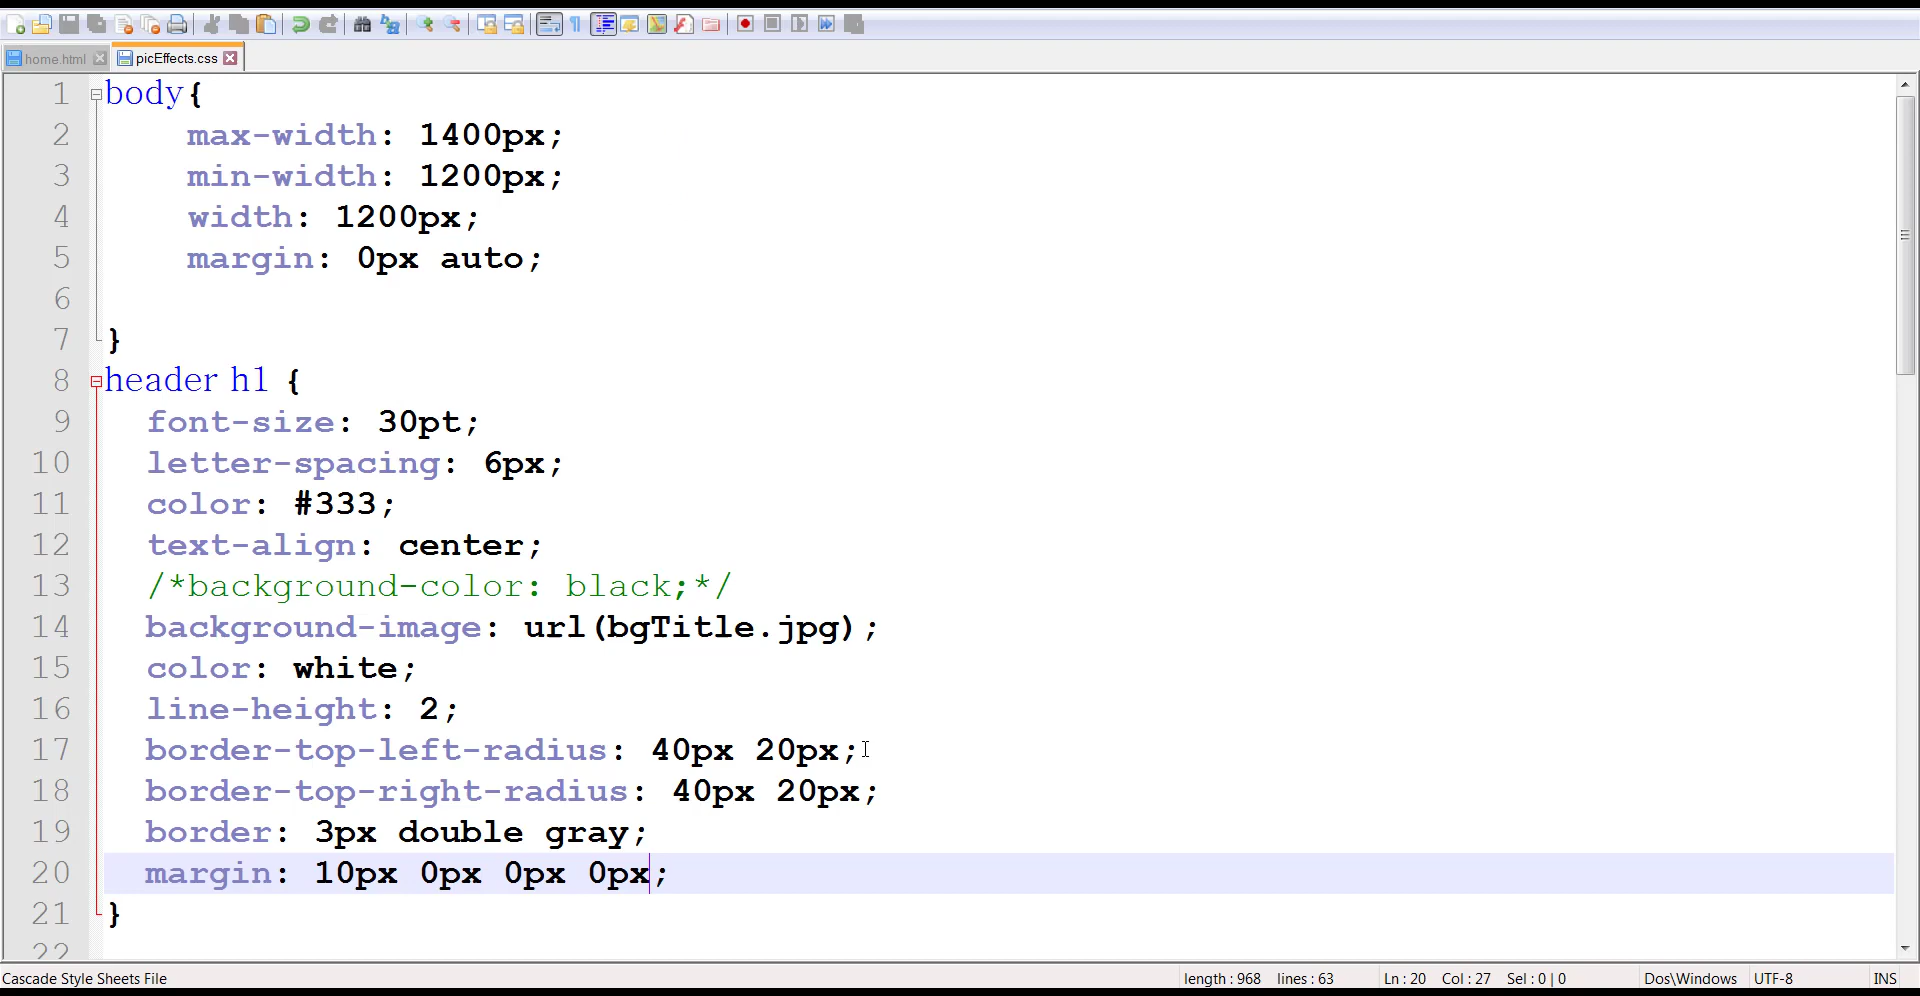 home.html picEffects.css
1 body{
2 max-width: 1400px;
3 min-width: 1200px;
4 width: 1200px;
5 margin: 0px auto;
6
7 }
8 header h1 {
9 font-size: 30pt;
10 letter-spacing: 6px;
11 color: #333;
12 text-align: center;
13 /*background-color: black;*/
14 background-image: url(bgTitle.jpg);
15 color: white;
16 line-height: 2;
17 border-top-left-radius: 40px 20px;
18 border-top-right-radius: 40px 20px;
19 border: 3px double gray;
20 margin: 10px 0px 0px 0px;
21 }
22
Cascade Style Sheets File length : 968 lines : 63 Ln : 20 Col : 27 Sel : 0 | 0 Dos\Windows UTF-8 INS